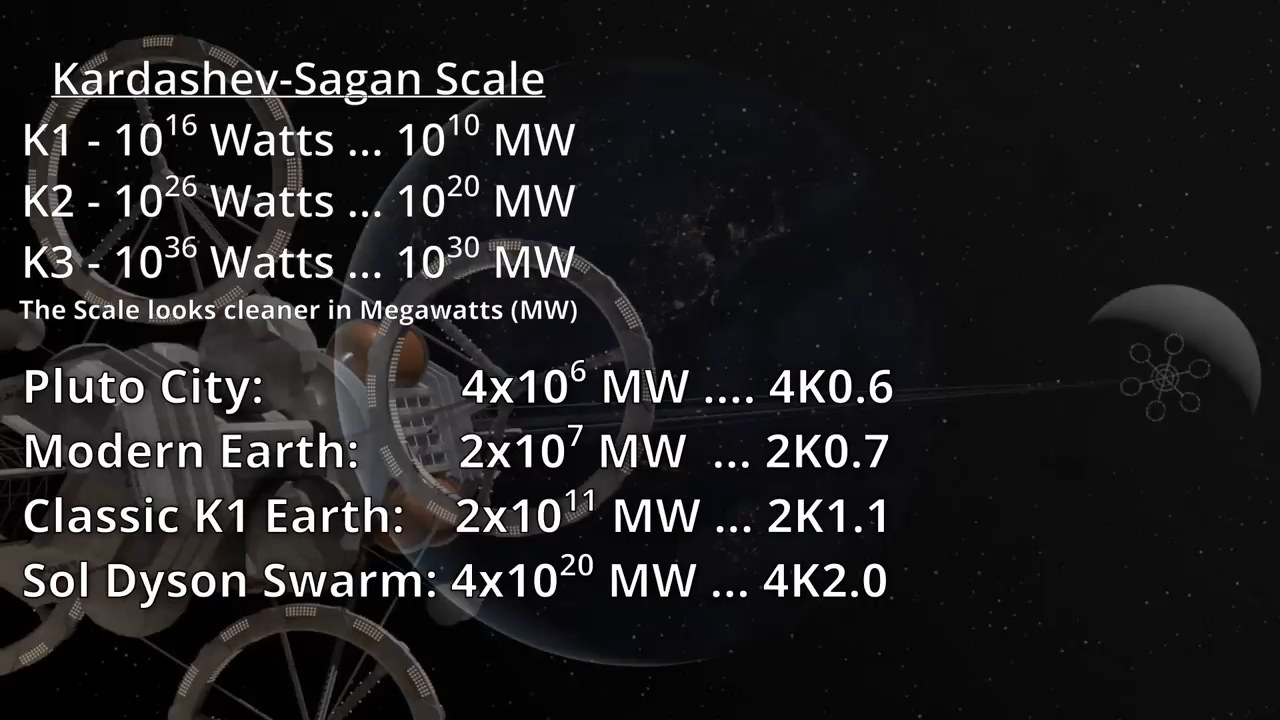 Kardashev-Sagan Scale
K1 - 10¹⁶ Watts ... 10¹⁰ MW
K2 - 10²⁶ Watts ... 10²⁰ MW
K3 - 10³⁶ Watts ... 10³⁰ MW
The Scale looks cleaner in Megawatts (MW)
Pluto City: 4x10⁶ MW .... 4K0.6
Modern Earth: 2x10⁷ MW ... 2K0.7
Classic K1 Earth: 2x10¹¹ MW ... 2K1.1
Sol Dyson Swarm: 4x10²⁰ MW ... 4K2.0